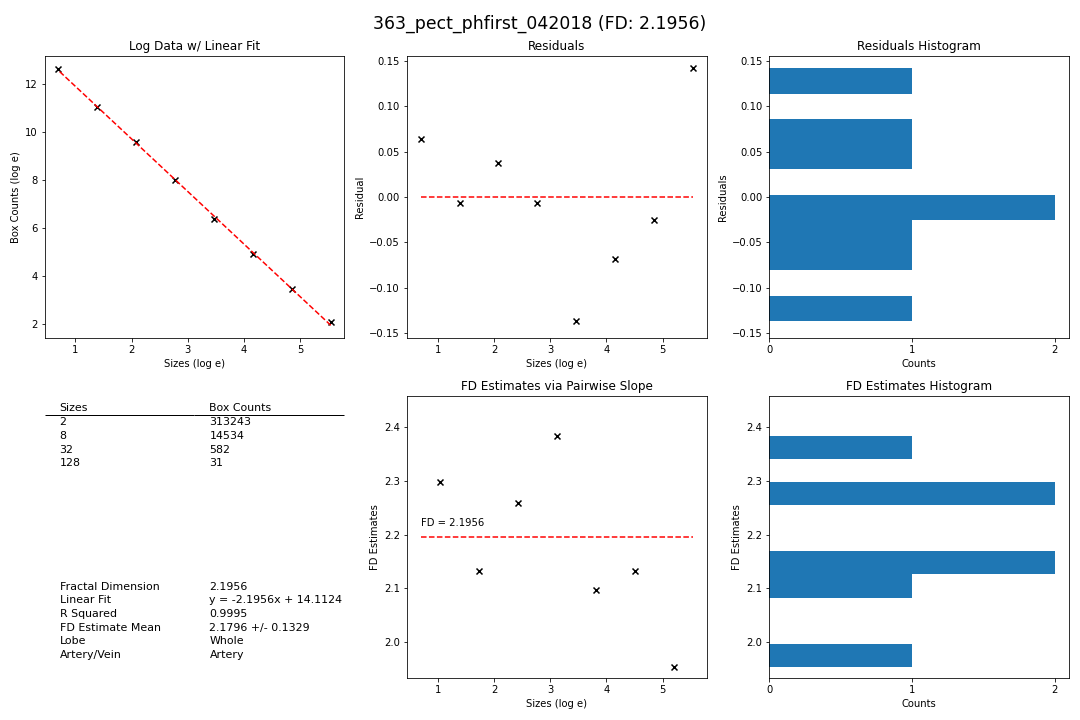 363_pect_phfirst_042018 (FD: 2.1956)
Log Data w/ Linear Fit
Box Counts (log e)
12
10
8
6
4
2
1 2 3 4 5
Sizes (log e)
Residuals
Residual
0.15
0.10
0.05
0.00
−0.05
−0.10
−0.15
1 2 3 4 5
Sizes (log e)
Residuals Histogram
Residuals
0.15
0.10
0.05
0.00
−0.05
−0.10
−0.15
0 1 2
Counts
Sizes Box Counts
2 313243
8 14534
32 582
128 31
Fractal Dimension 2.1956
Linear Fit y = -2.1956x + 14.1124
R Squared 0.9995
FD Estimate Mean 2.1796 +/- 0.1329
Lobe Whole
Artery/Vein Artery
FD Estimates via Pairwise Slope
FD Estimates
2.4
2.3
2.2
2.1
2.0
FD = 2.1956
1 2 3 4 5
Sizes (log e)
FD Estimates Histogram
FD Estimates
2.4
2.3
2.2
2.1
2.0
0 1 2
Counts